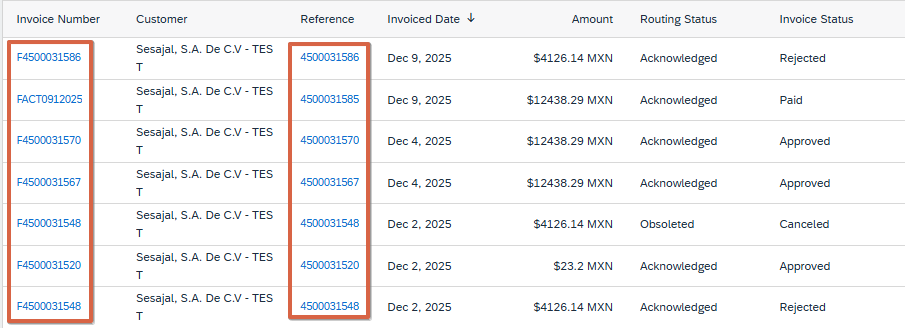 Invoice Number Customer Reference Invoiced Date ↓ Amount Routing Status Invoice Status
F4500031586 Sesajal, S.A. De C.V - TES 4500031586 Dec 9, 2025 $4126.14 MXN Acknowledged Rejected
T
FACT0912025 Sesajal, S.A. De C.V - TES 4500031585 Dec 9, 2025 $12438.29 MXN Acknowledged Paid
T
F4500031570 Sesajal, S.A. De C.V - TES 4500031570 Dec 4, 2025 $12438.29 MXN Acknowledged Approved
T
F4500031567 Sesajal, S.A. De C.V - TES 4500031567 Dec 4, 2025 $12438.29 MXN Acknowledged Approved
T
F4500031548 Sesajal, S.A. De C.V - TES 4500031548 Dec 2, 2025 $4126.14 MXN Obsoleted Canceled
T
F4500031520 Sesajal, S.A. De C.V - TES 4500031520 Dec 2, 2025 $23.2 MXN Acknowledged Approved
T
F4500031548 Sesajal, S.A. De C.V - TES 4500031548 Dec 2, 2025 $4126.14 MXN Acknowledged Rejected
T